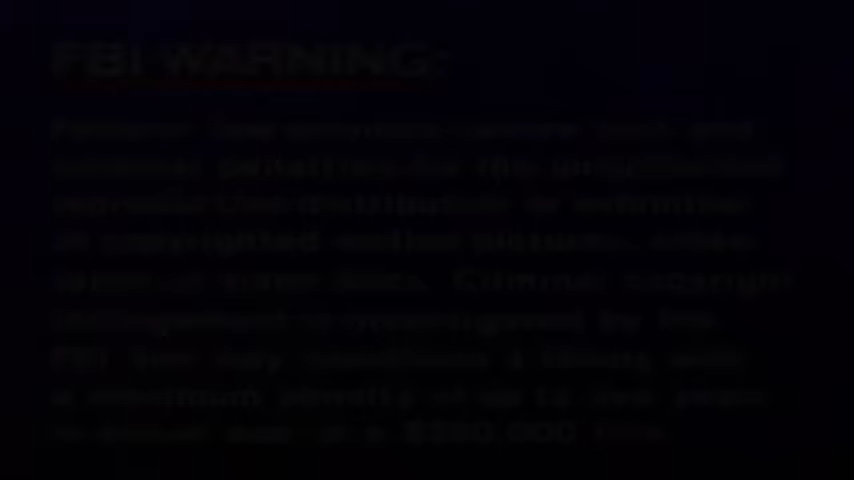 FBI WARNING:
Federal law provides severe civil and
criminal penalties for the unauthorized
reproduction, distribution or exhibition
of copyrighted motion pictures, video
tapes or video discs. Criminal copyright
infringement is investigated by the
FBI and may constitute a felony with
a maximum penalty of up to five years
in prison and/or a $250,000 fine.